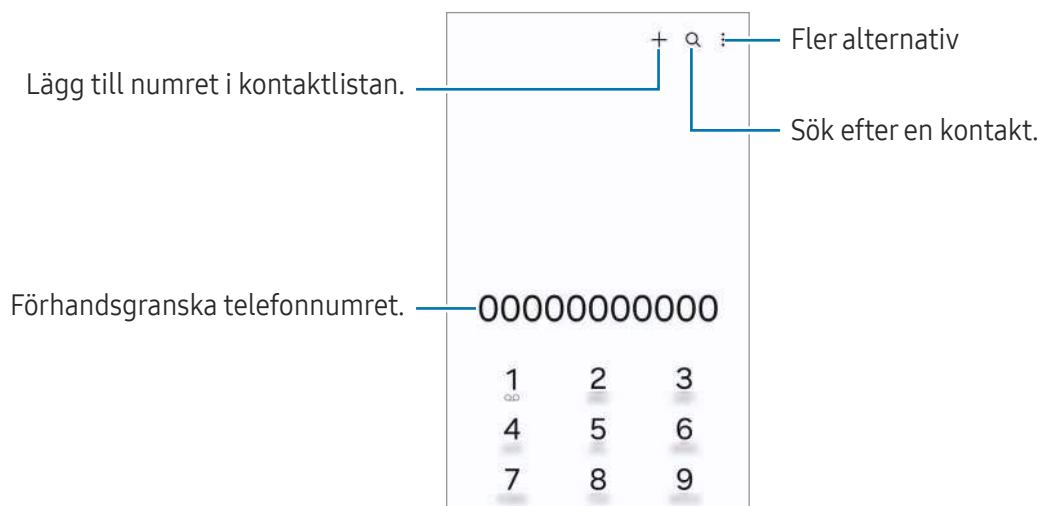 Fler alternativ
Lägg till numret i kontaktlistan.
Sök efter en kontakt.
Förhandsgranska telefonnumret.
00000000000
1 2 3
4 5 6
7 8 9